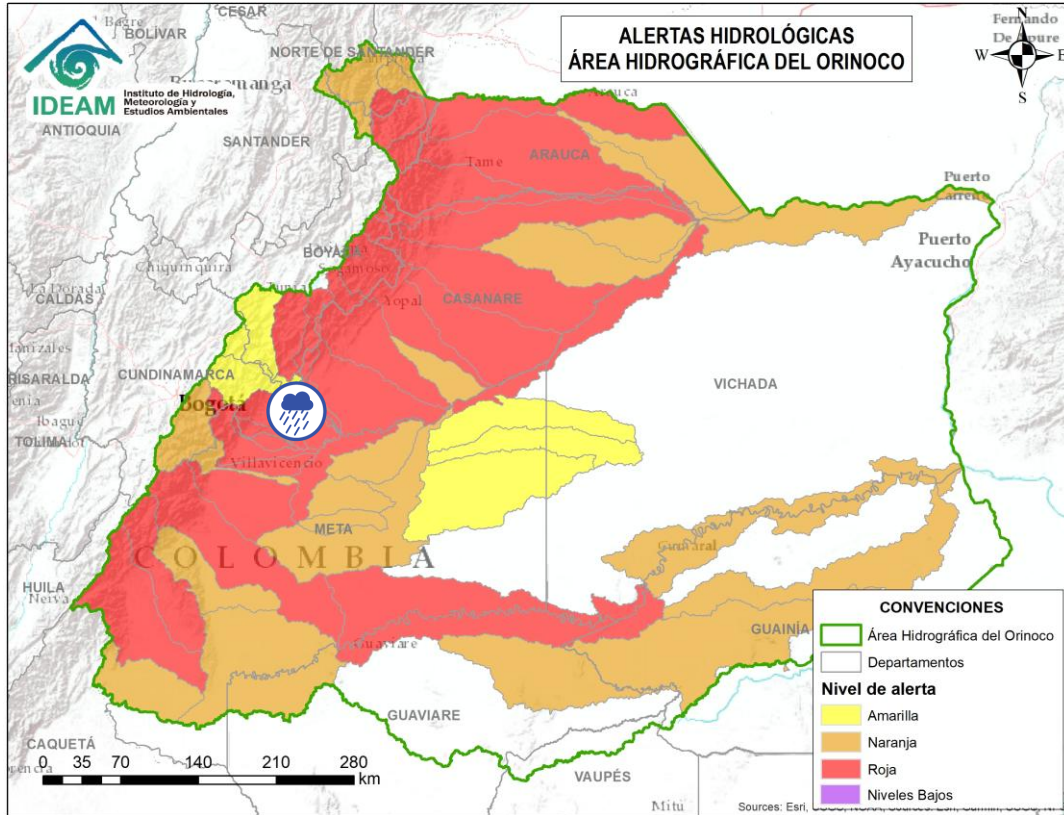 ALERTAS HIDROLÓGICAS
ÁREA HIDROGRÁFICA DEL ORINOCO
N
W
E
S
IDEAM
Instituto de Hidrología,
Meteorología y
Estudios Ambientales
CESAR
BOLÍVAR
NORTE DE SANTANDER
ANTIOQUIA
SANTANDER
Tame
ARAUCA
Puerto
Puerto
Ayacucho
BOYACÁ
Sogamoso
Chiquinquira
La Dorada
CALDAS
Yopal
CASANARE
VICHADA
CUNDINAMARCA
RISARALDA
Bogotá
Ibagué
TOLIMA
Villavicencio
META
COLOMBIA
HUILA
Neiva
Guaviare
GUAINÍA
GUAVIARE
CAQUETÁ
VAUPÉS
Mitú
0 35 70 140 210 280
km
CONVENCIONES
Área Hidrográfica del Orinoco
Departamentos
Nivel de alerta
Amarilla
Naranja
Roja
Niveles Bajos